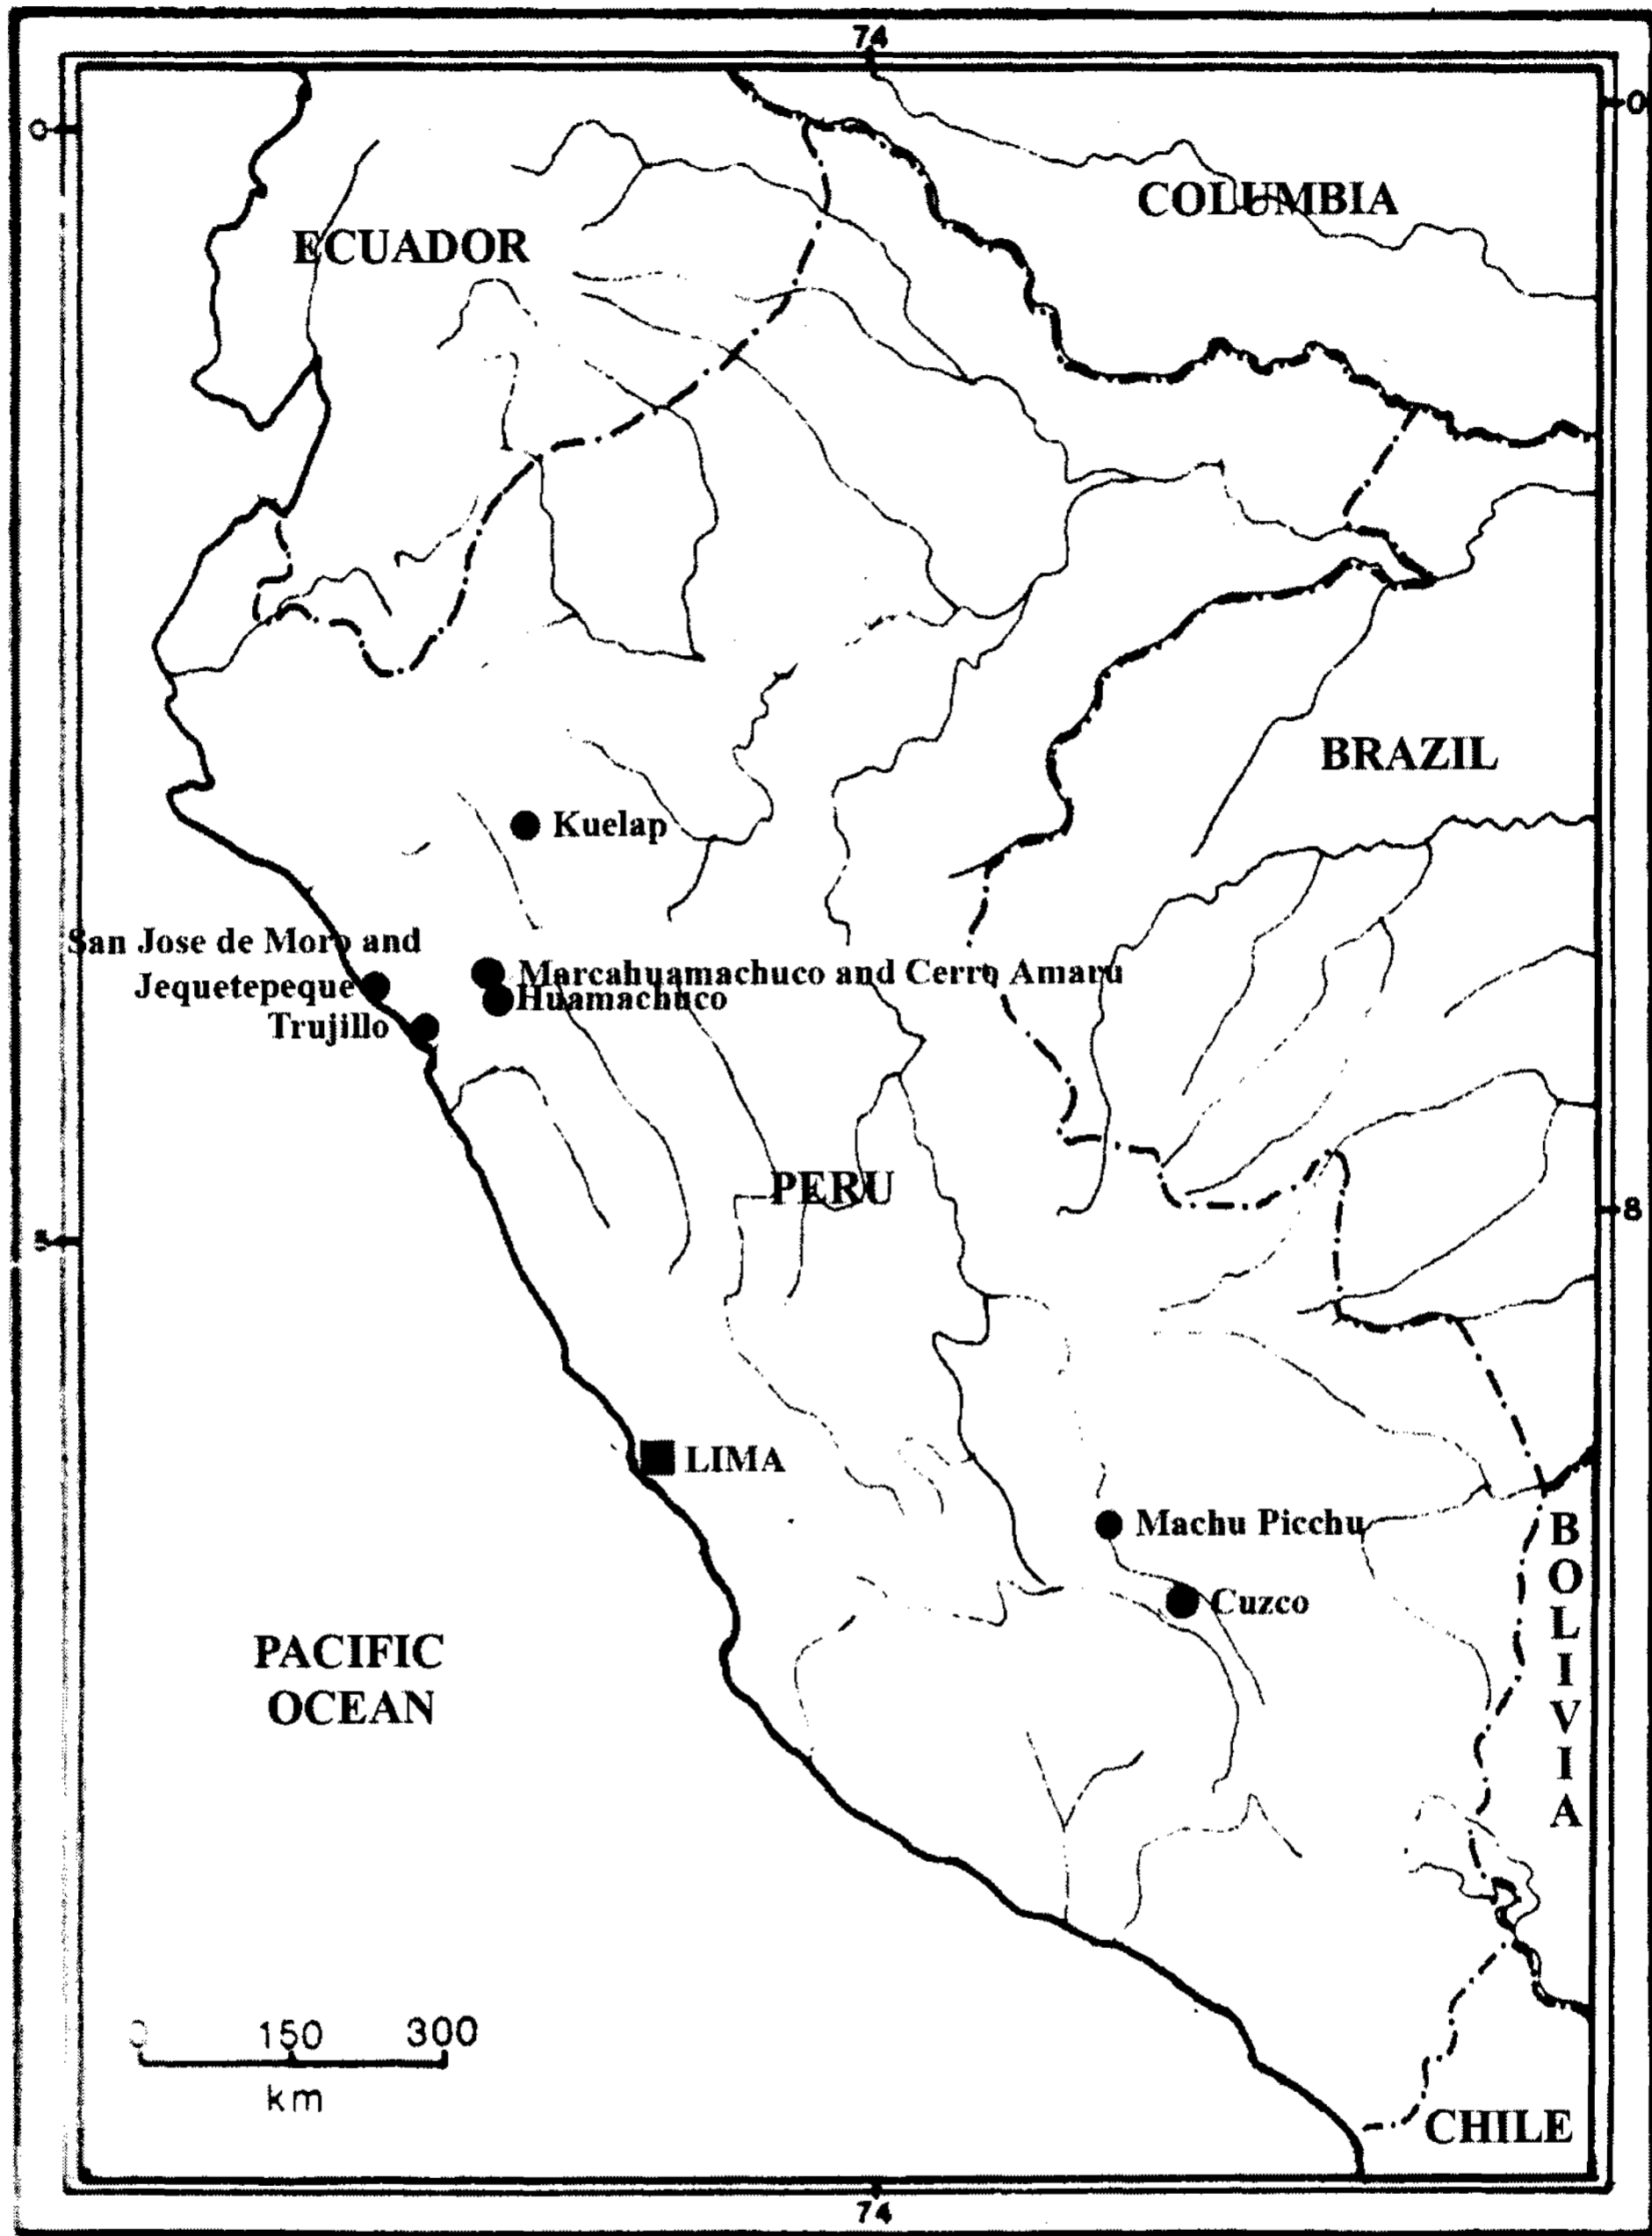 74
0
0
COLUMBIA
ECUADOR
BRAZIL
Kuelap
San Jose de Moro and
Jequetepeque
Marcahuamachuco and Cerro Amaru
Huamachuco
Trujillo
PERU
8
LIMA
Machu Picchu
Cuzco
BOLIVIA
PACIFIC
OCEAN
0 150 300
km
CHILE
74